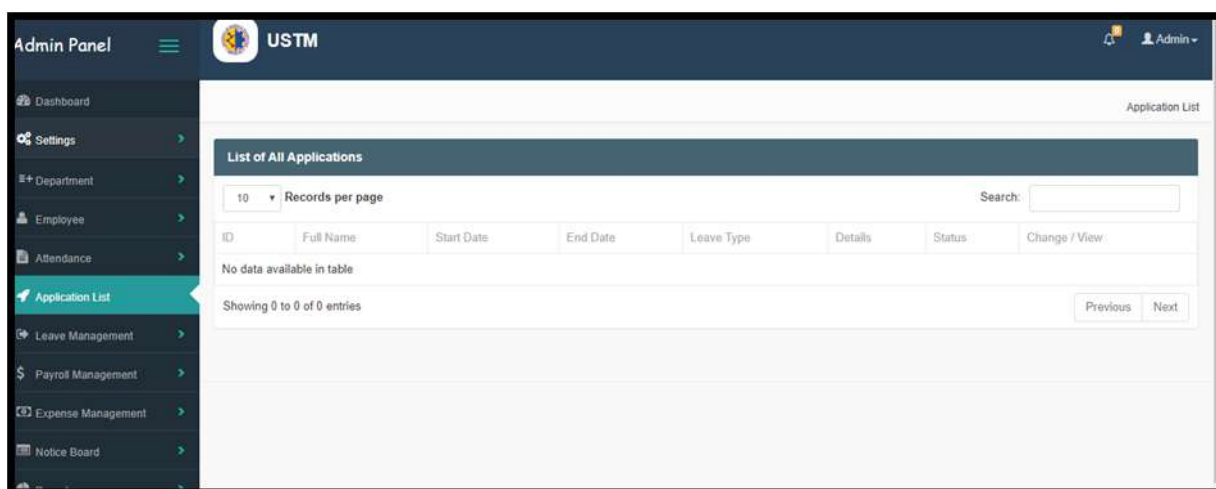 Admin Panel
USTM
Admin
Dashboard
Application List
Settings
List of All Applications
Department
10 Records per page
Search:
Employee
ID Full Name Start Date End Date Leave Type Details Status Change / View
Attendance
No data available in table
Application List
Showing 0 to 0 of 0 entries
Previous Next
Leave Management
$ Payroll Management
Expense Management
Notice Board